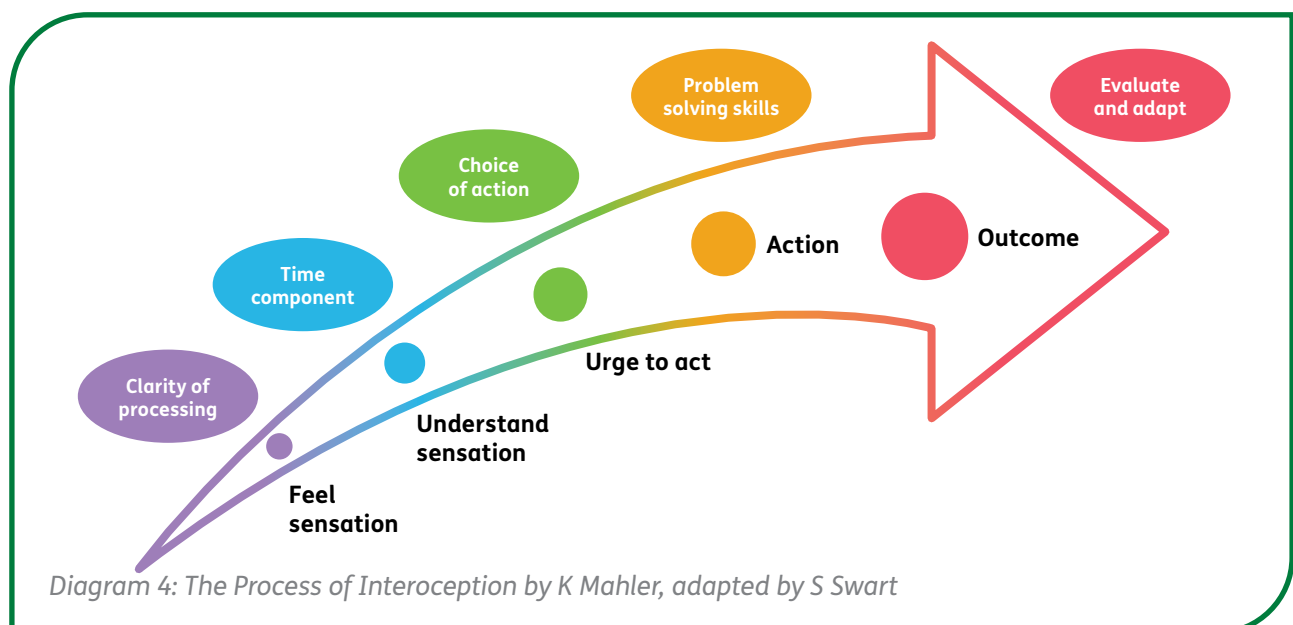 Problem
solving skills
Evaluate
and adapt
Choice
of action
Action
Outcome
Time
component
Urge to act
Clarity of
processing
Understand
sensation
Feel
sensation
Diagram 4: The Process of Interoception by K Mahler, adapted by S Swart